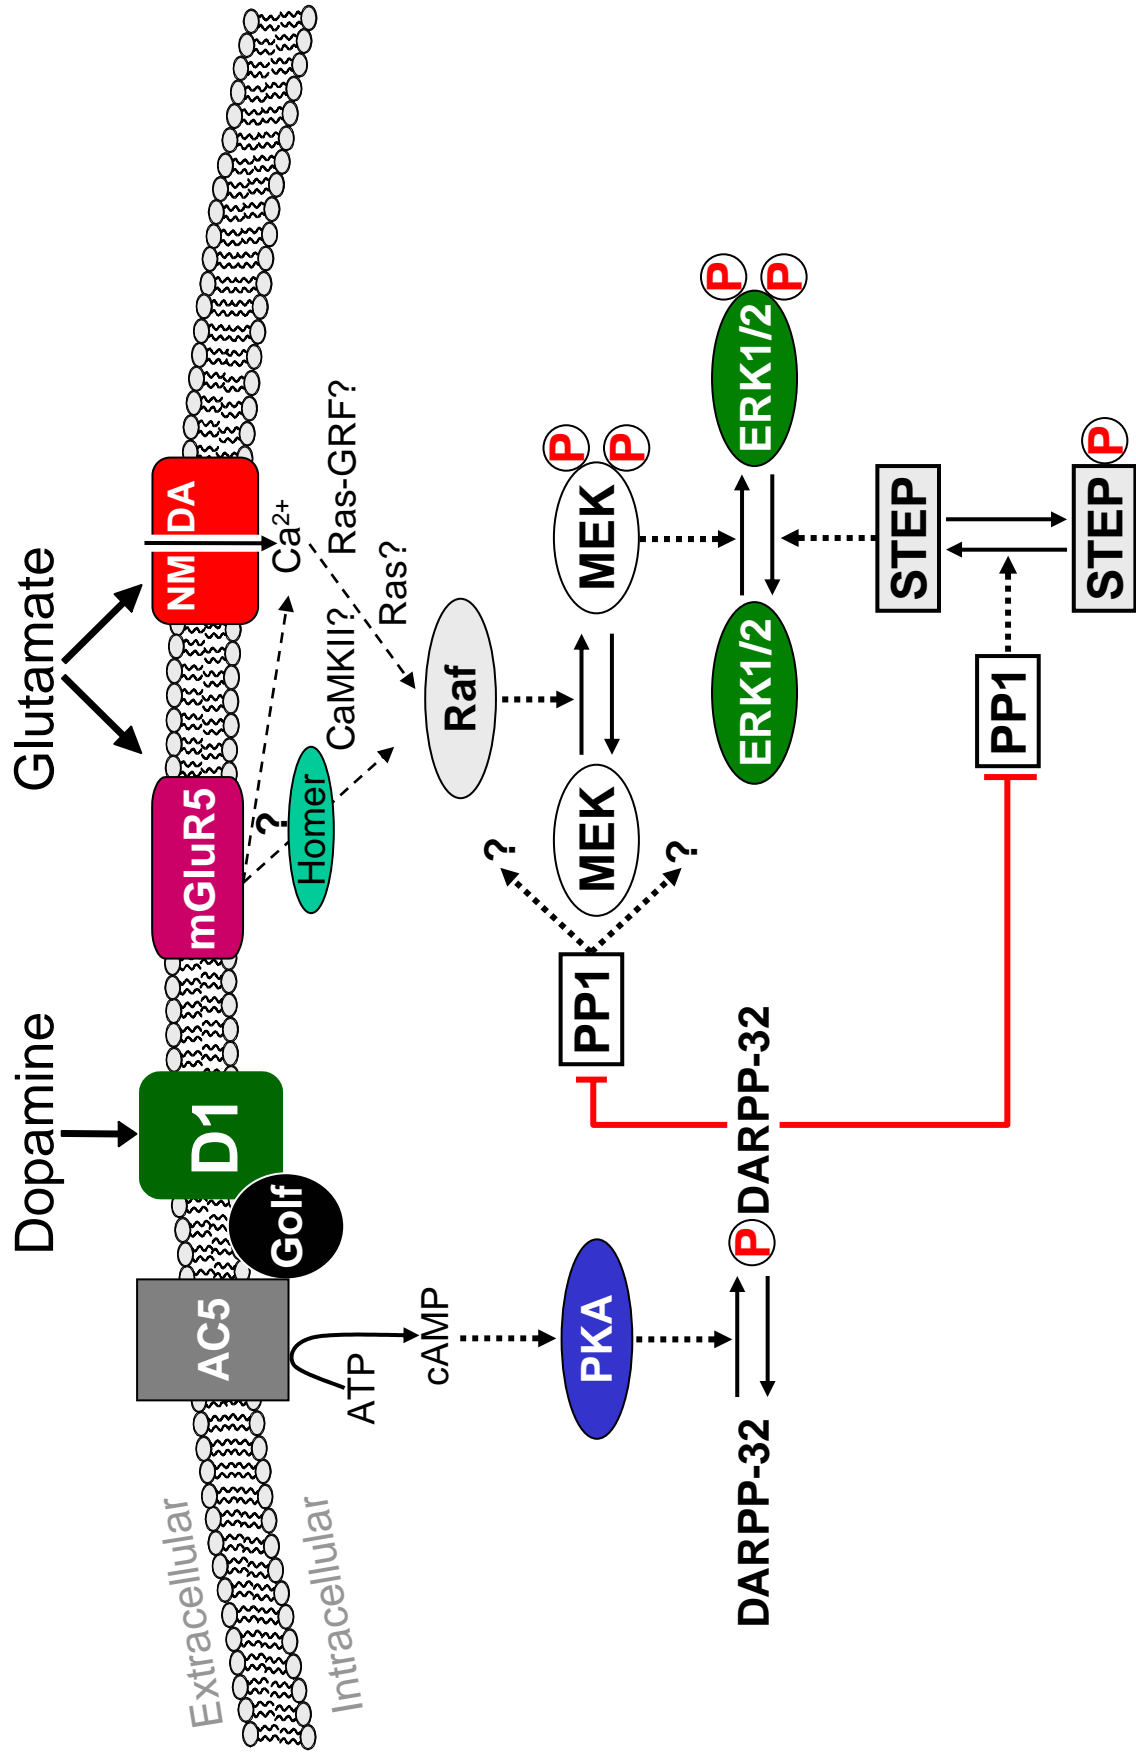 Dopamine
Glutamate
Extracellular
Intracellular
AC5
D1
Golf
mGluR5
NMDA
ATP
cAMP
?
Homer
Ca2+
CaMKII?
Ras-GRF?
Ras?
Raf
PKA
PP1
?
?
MEK
MEK
P
P
DARPP-32
P
DARPP-32
ERK1/2
ERK1/2
P
P
PP1
STEP
STEP
P